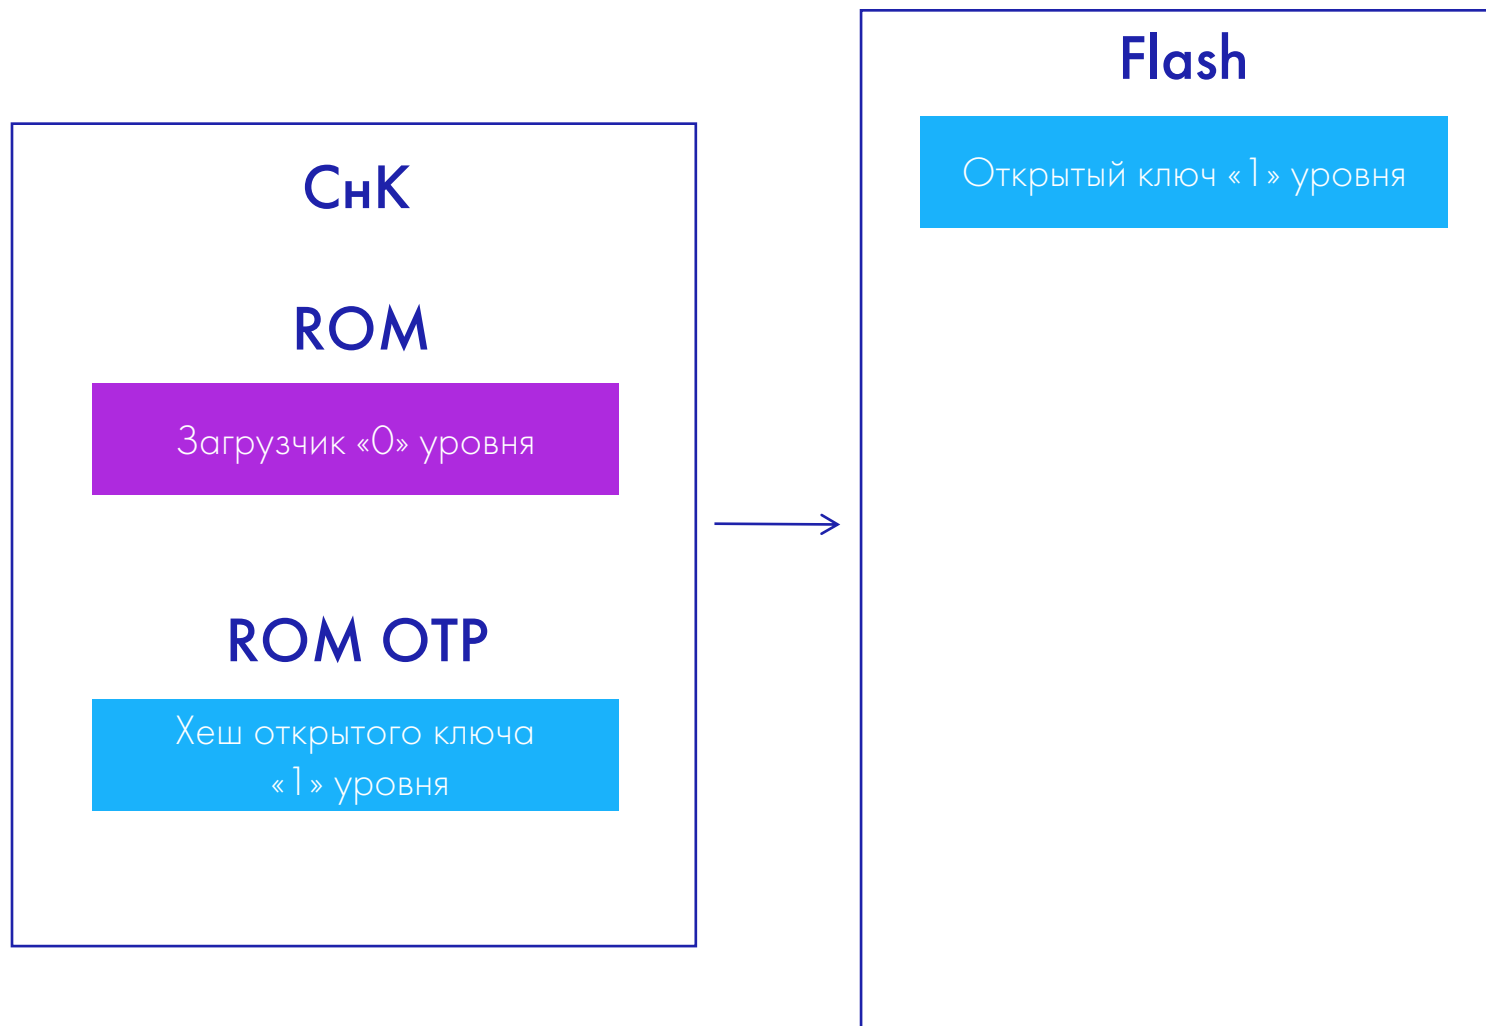 СнК
ROM
Загрузчик «0» уровня
ROM OTP
Хеш открытого ключа
«1» уровня
Flash
Открытый ключ «1» уровня